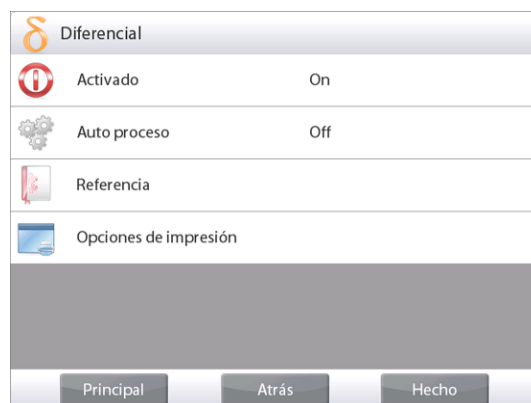 δ Diferencial
Activado On
Auto proceso Off
Referencia
Opciones de impresión
Principal Atrás Hecho